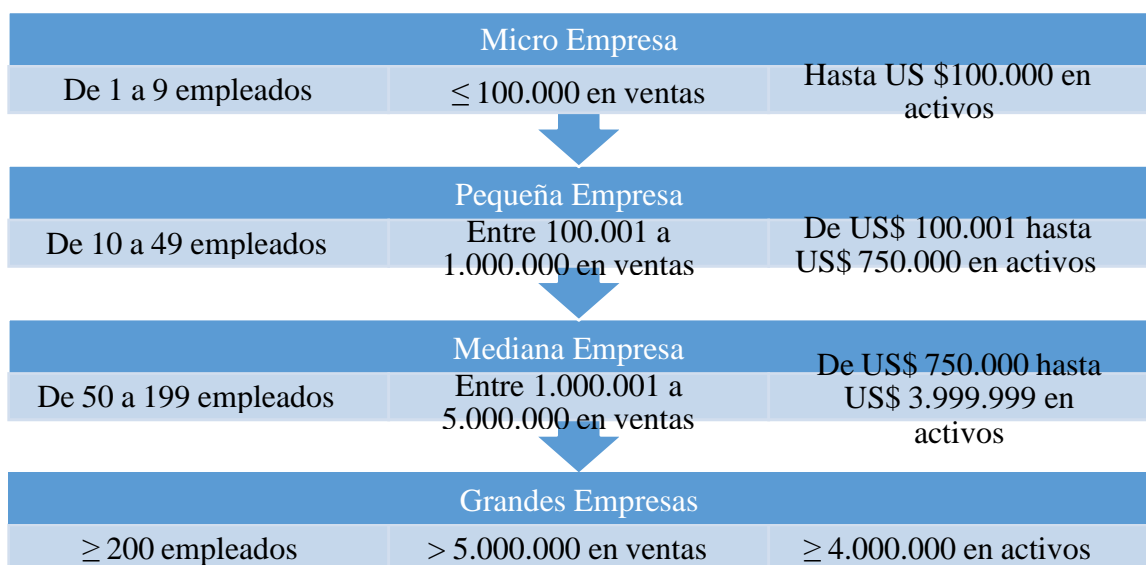 Micro Empresa
De 1 a 9 empleados
≤ 100.000 en ventas
Hasta US $100.000 en
activos
Pequeña Empresa
De 10 a 49 empleados
Entre 100.001 a
1.000.000 en ventas
De US$ 100.001 hasta
US$ 750.000 en activos
Mediana Empresa
De 50 a 199 empleados
Entre 1.000.001 a
5.000.000 en ventas
De US$ 750.000 hasta
US$ 3.999.999 en
activos
Grandes Empresas
≥ 200 empleados
> 5.000.000 en ventas
≥ 4.000.000 en activos